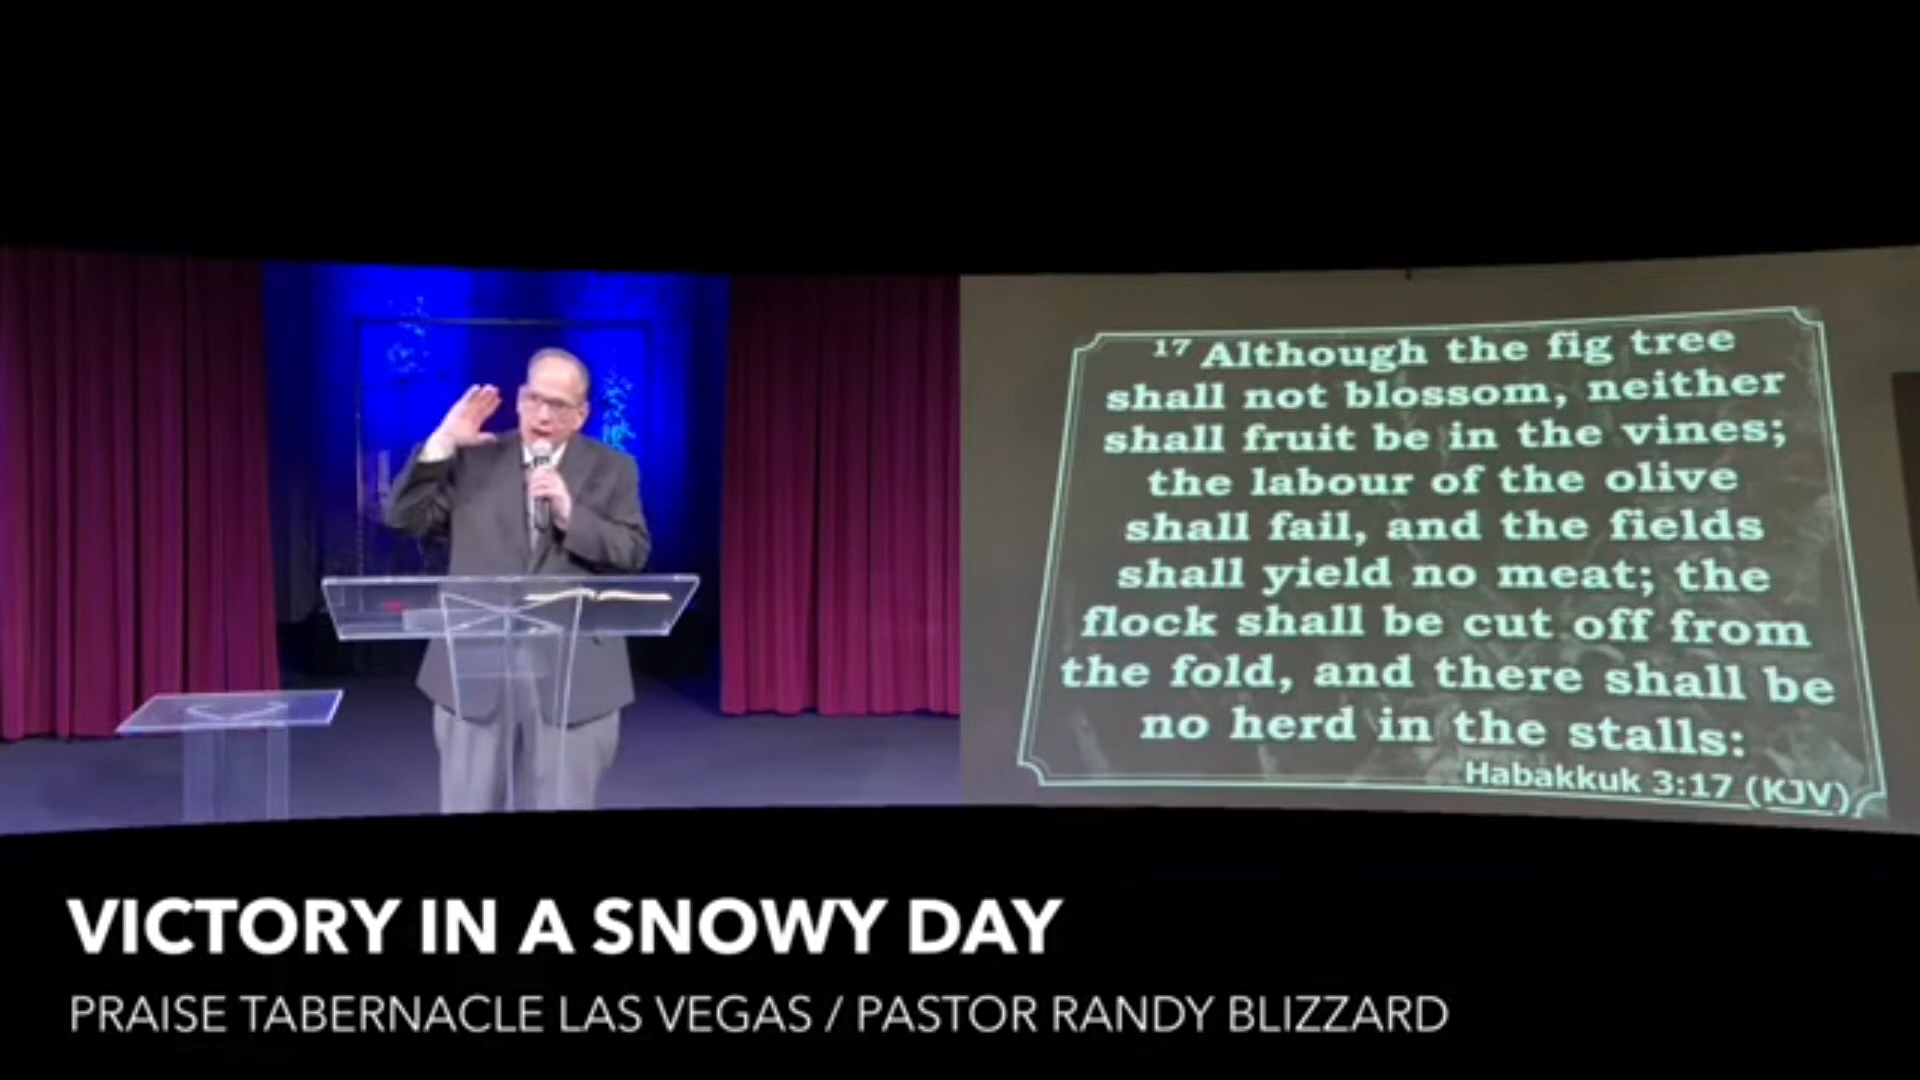 17 Although the fig tree
shall not blossom, neither
shall fruit be in the vines;
the labour of the olive
shall fail, and the fields
shall yield no meat; the
flock shall be cut off from
the fold, and there shall be
no herd in the stalls:
Habakkuk 3:17 (KJV)
VICTORY IN A SNOWY DAY
PRAISE TABERNACLE LAS VEGAS / PASTOR RANDY BLIZZARD